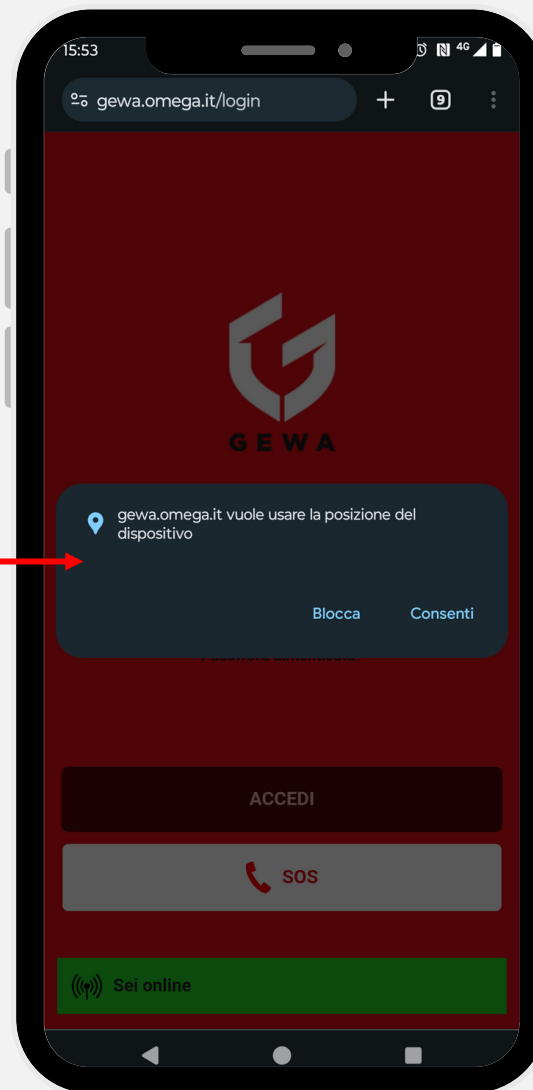 15:53
4G
gewa.omega.it/login
9
GEWA
gewa.omega.it vuole usare la posizione del
dispositivo
Blocca Consenti
ACCEDI
SOS
Sei online